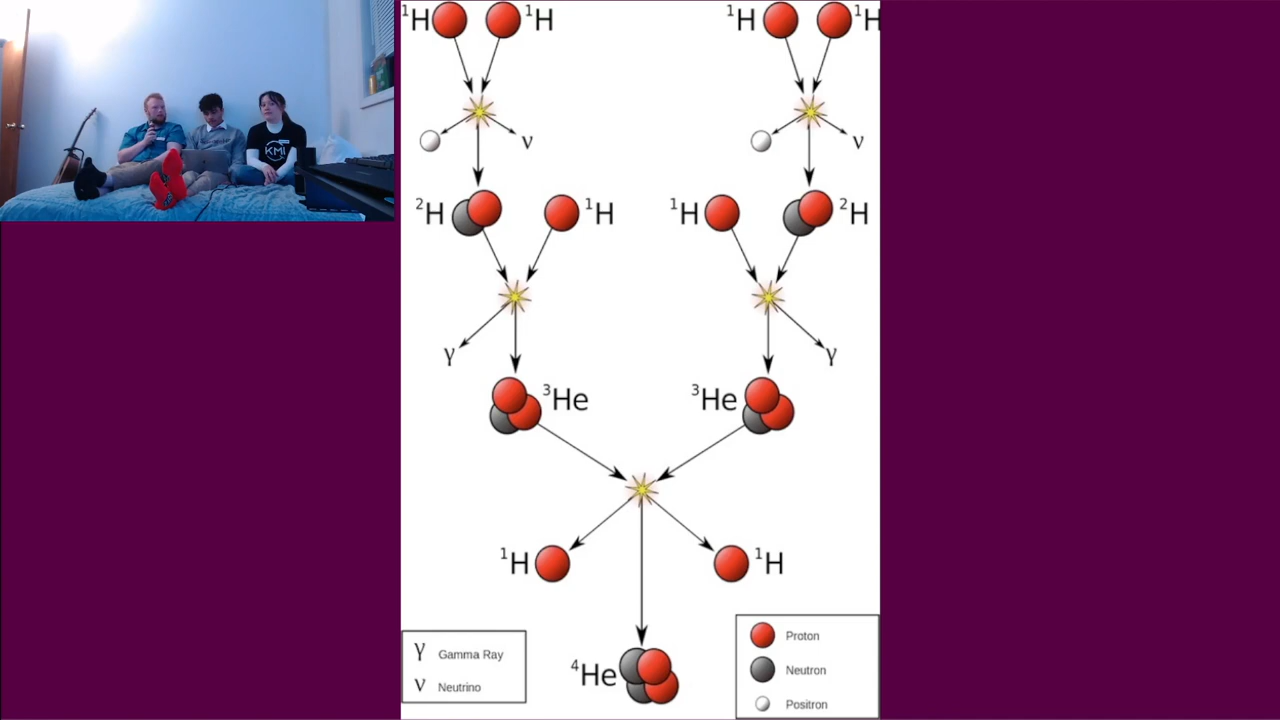 ¹H ¹H ¹H ¹H
ν ν
²H ¹H ¹H ²H
γ γ
³He ³He
¹H ¹H
⁴He
γ Gamma Ray
ν Neutrino
Proton
Neutron
Positron
KMI